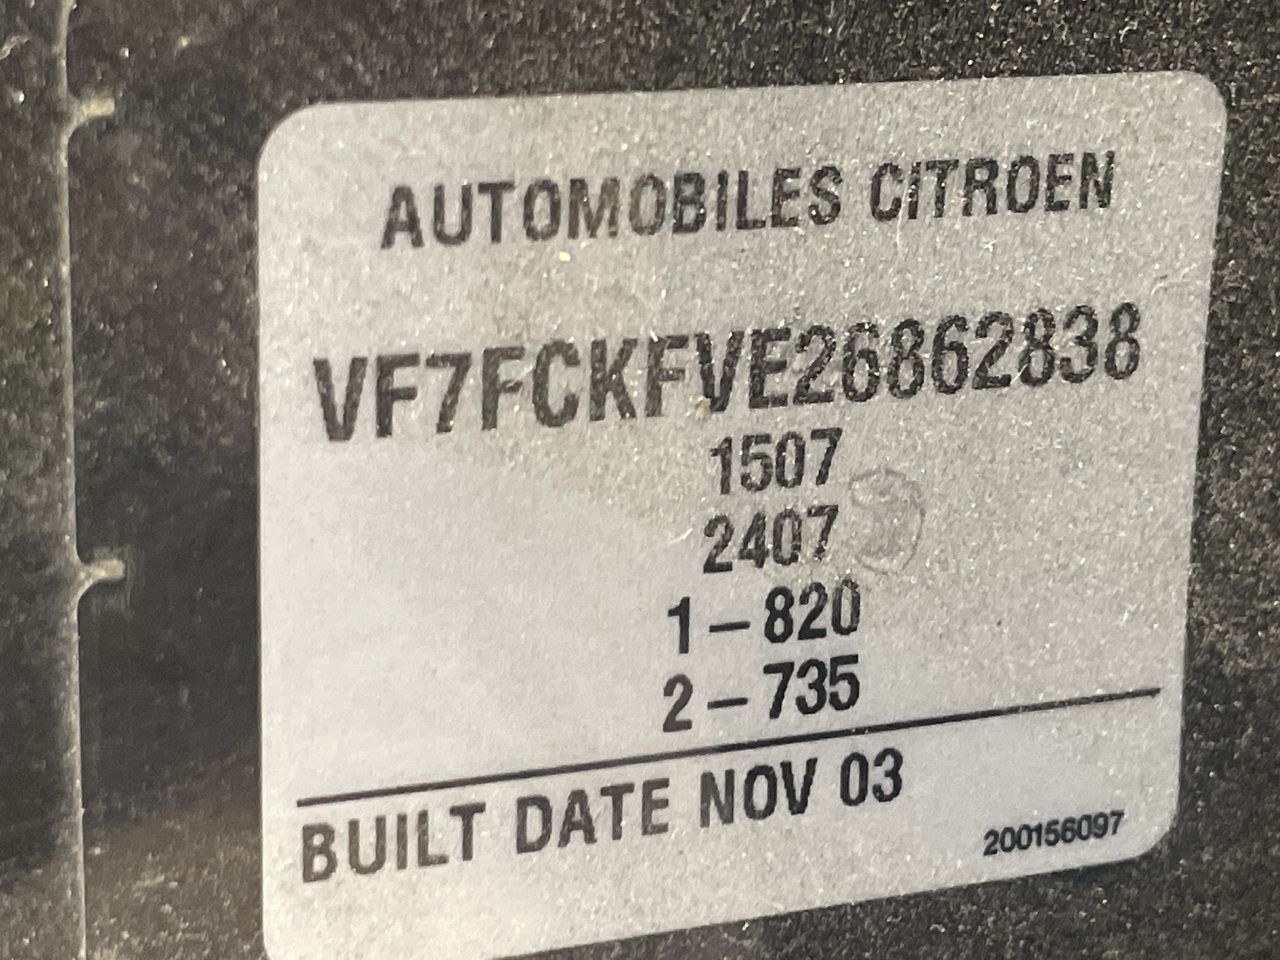 AUTOMOBILES CITROEN
VF7FCKFVE26862838
1507
2407
1-820
2-735
BUILT DATE NOV 03
200156097